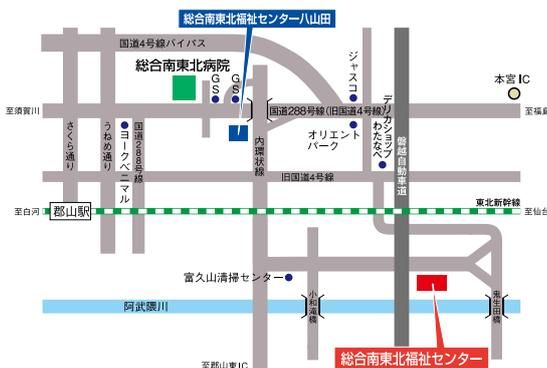 総合南東北福祉センター八山田
国道4号線バイパス
総合南東北病院
GS
GS
ジャスコ
本宮IC
至須賀川
国道288号線(旧国道4号線)
至福島
さくら通り
うねめ通り
ヨークベニマル
国道288号線
内環状線
オリエント
パーク
デリカショップ
わたなべ
磐越自動車道
旧国道4号線
東北新幹線
至白河
郡山駅
至仙台
富久山清掃センター
阿武隈川
小和滝橋
鬼生田橋
至郡山東IC
総合南東北福祉センター